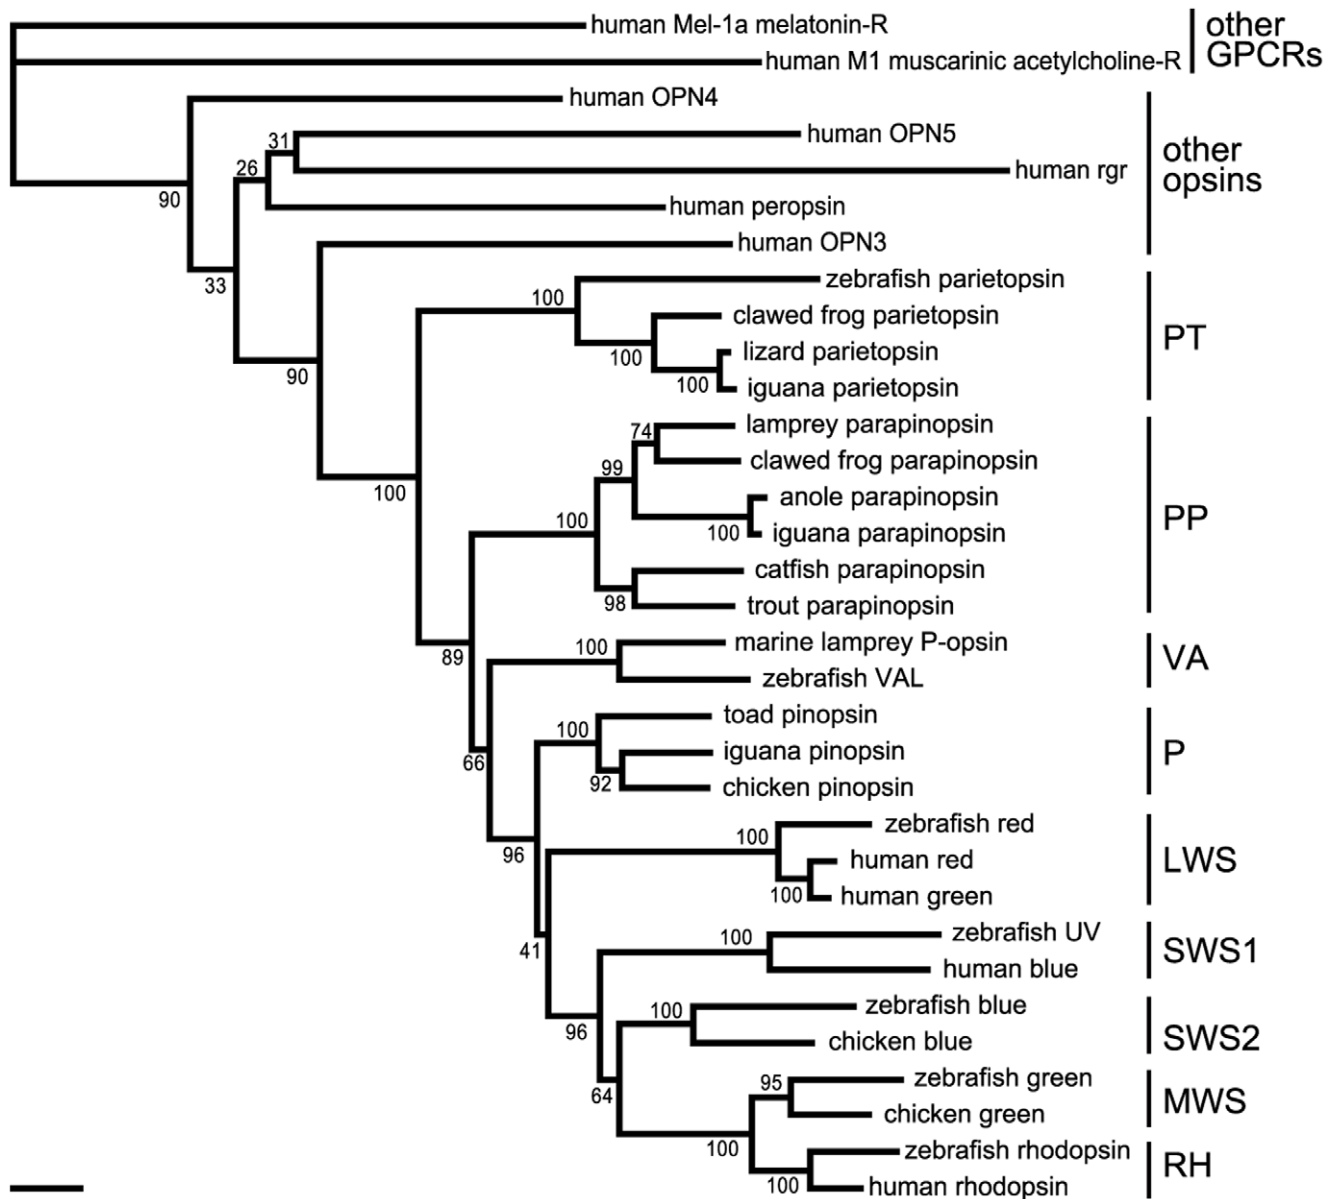 human Mel-1a melatonin-R
other
GPCRs
human M1 muscarinic acetylcholine-R
human OPN4
31
human OPN5
other
opsins
26
human rgr
90
human peropsin
human OPN3
33
zebrafish parietopsin
100
clawed frog parietopsin
PT
100
lizard parietopsin
90
100
iguana parietopsin
lamprey parapinopsin
74
clawed frog parapinopsin
99
100
anole parapinopsin
PP
100
100
iguana parapinopsin
catfish parapinopsin
98
trout parapinopsin
89
100
marine lamprey P-opsin
VA
zebrafish VAL
toad pinopsin
100
iguana pinopsin
P
66
92
chicken pinopsin
zebrafish red
100
96
human red
LWS
100
human green
zebrafish UV
100
41
SWS1
human blue
zebrafish blue
100
96
chicken blue
SWS2
zebrafish green
95
64
MWS
chicken green
100
zebrafish rhodopsin
RH
100
human rhodopsin